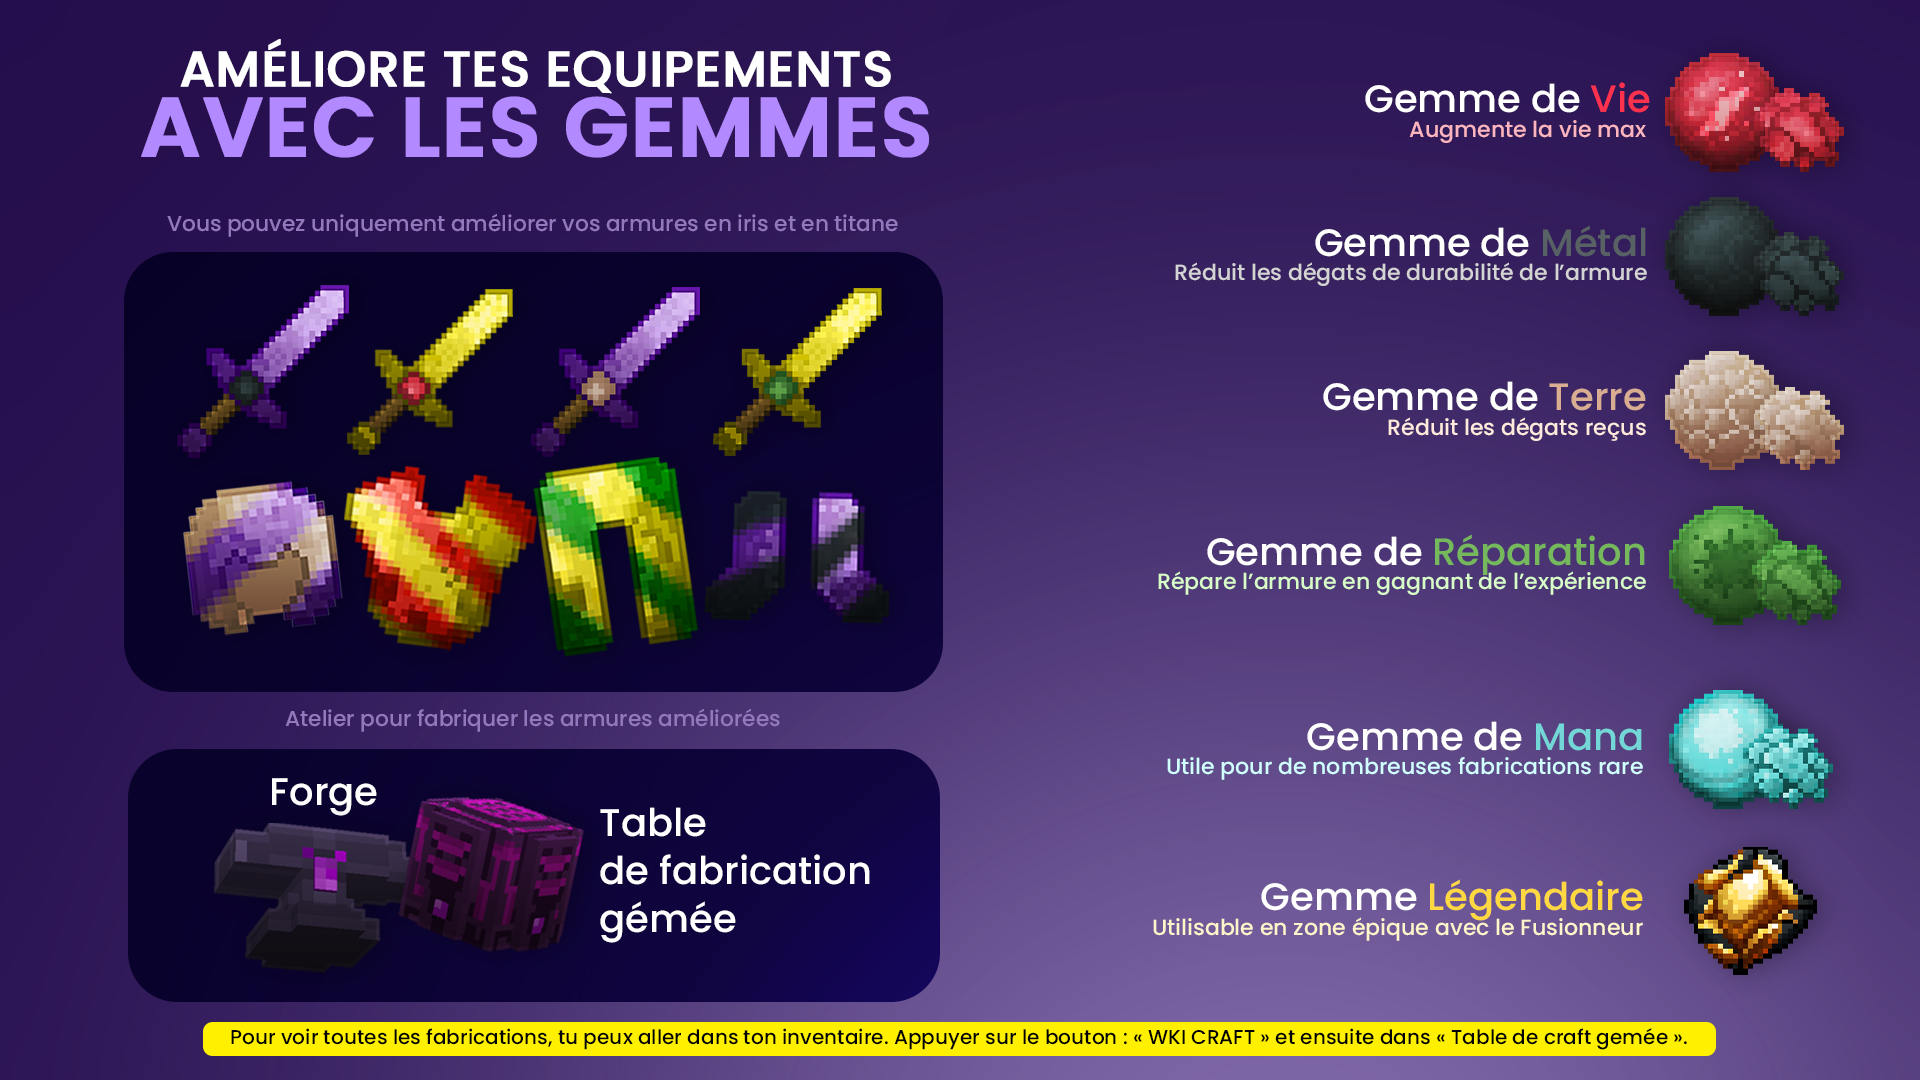 AMÉLIORE TES EQUIPEMENTS
AVEC LES GEMMES
Vous pouvez uniquement améliorer vos armures en iris et en titane
Atelier pour fabriquer les armures améliorées
Forge
Table
de fabrication
gémée
Gemme de Vie
Augmente la vie max
Gemme de Métal
Réduit les dégats de durabilité de l’armure
Gemme de Terre
Réduit les dégats reçus
Gemme de Réparation
Répare l’armure en gagnant de l’expérience
Gemme de Mana
Utile pour de nombreuses fabrications rare
Gemme Légendaire
Utilisable en zone épique avec le Fusionneur
Pour voir toutes les fabrications, tu peux aller dans ton inventaire. Appuyer sur le bouton : « WKI CRAFT » et ensuite dans « Table de craft gemée ».